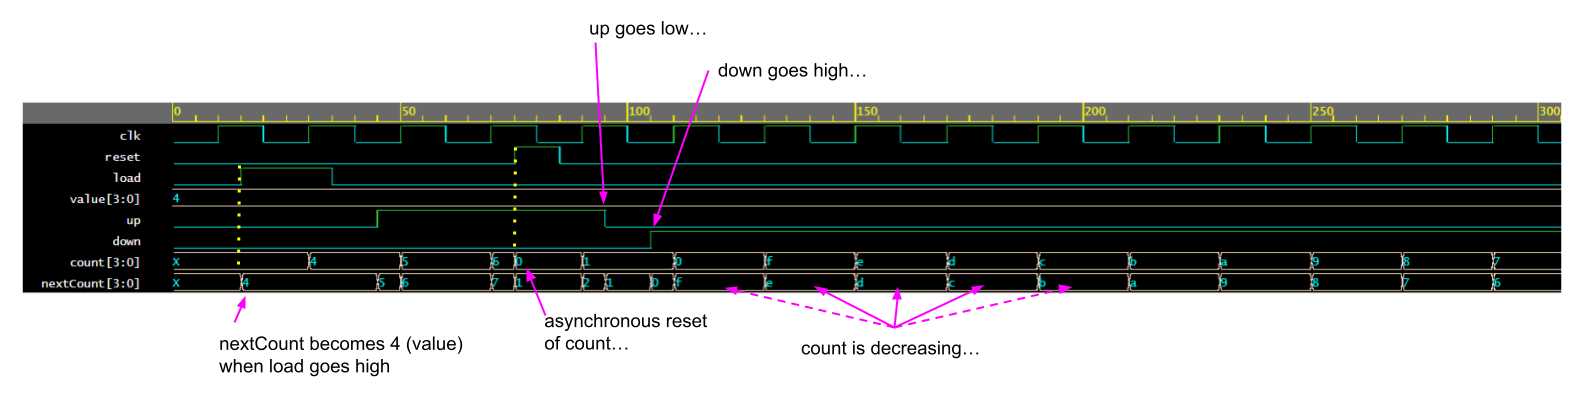 up goes low…
down goes high…
0 50 100 150 200 250 300
clk
reset
load
value[3:0] 4
up
down
count[3:0] X 4 5 6 0 1 0 f e d c b a 9 8 7
nextCount[3:0] X 4 5 6 7 1 2 1 0 f e d c b a 9 8 7 6
asynchronous reset
of count…
nextCount becomes 4 (value)
when load goes high
count is decreasing…